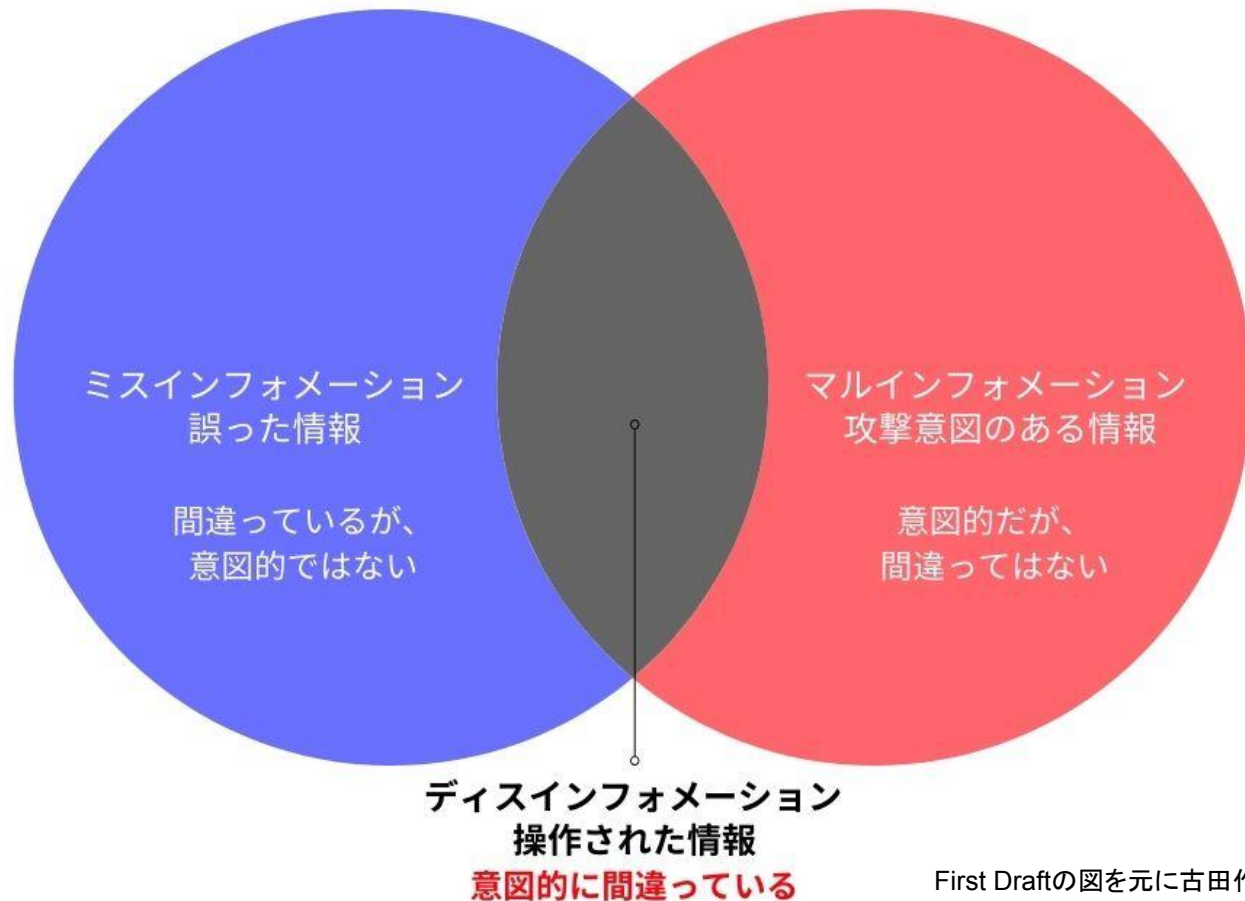 ミスインフォメーション
誤った情報
間違っているが、
意図的ではない
マルインフォメーション
攻撃意図のある情報
意図的だが、
間違ってはない
ディスインフォメーション
操作された情報
意図的に間違っている
First Draftの図を元に古田作